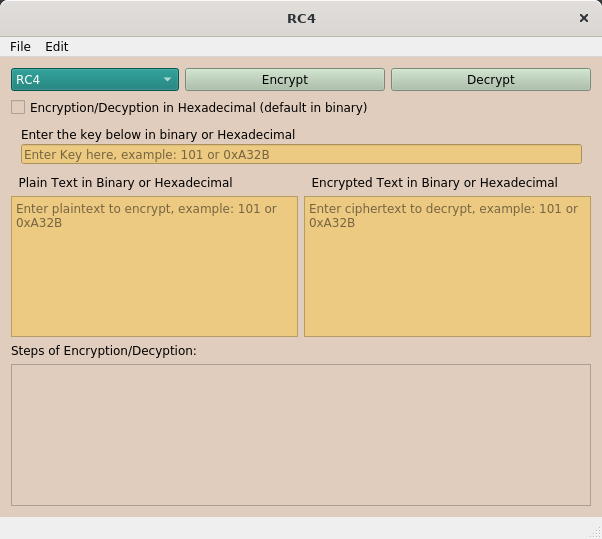 RC4
File Edit
RC4 Encrypt Decrypt
Encryption/Decyption in Hexadecimal (default in binary)
Enter the key below in binary or Hexadecimal
Enter Key here, example: 101 or 0xA32B
Plain Text in Binary or Hexadecimal
Encrypted Text in Binary or Hexadecimal
Enter plaintext to encrypt, example: 101 or
0xA32B
Enter ciphertext to decrypt, example: 101 or
0xA32B
Steps of Encryption/Decyption: